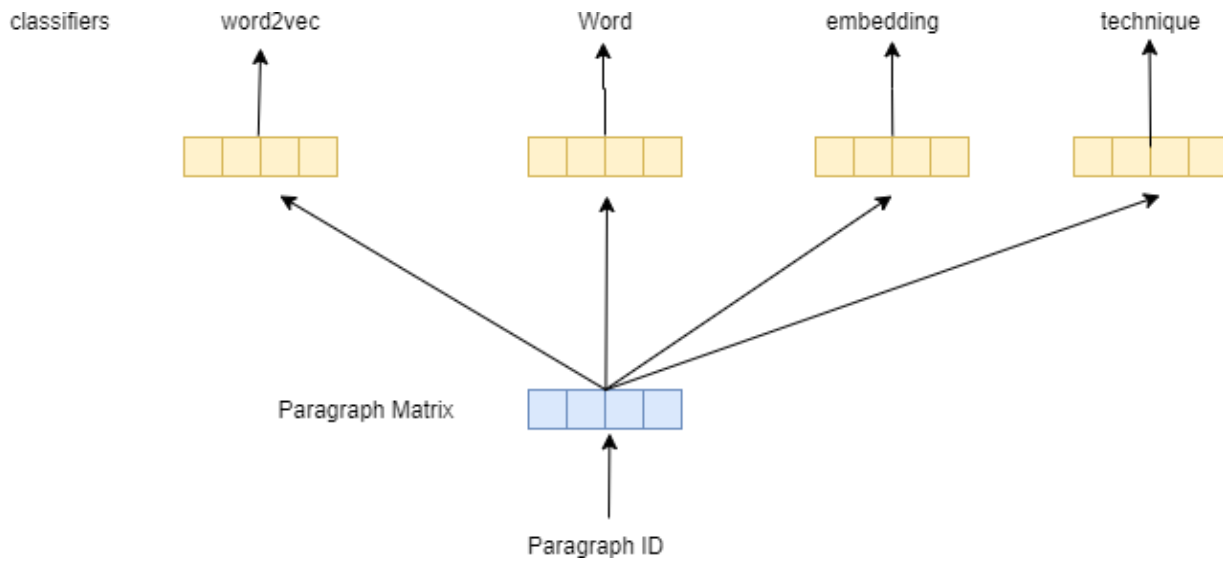 classifiers word2vec Word embedding technique
Paragraph Matrix
Paragraph ID